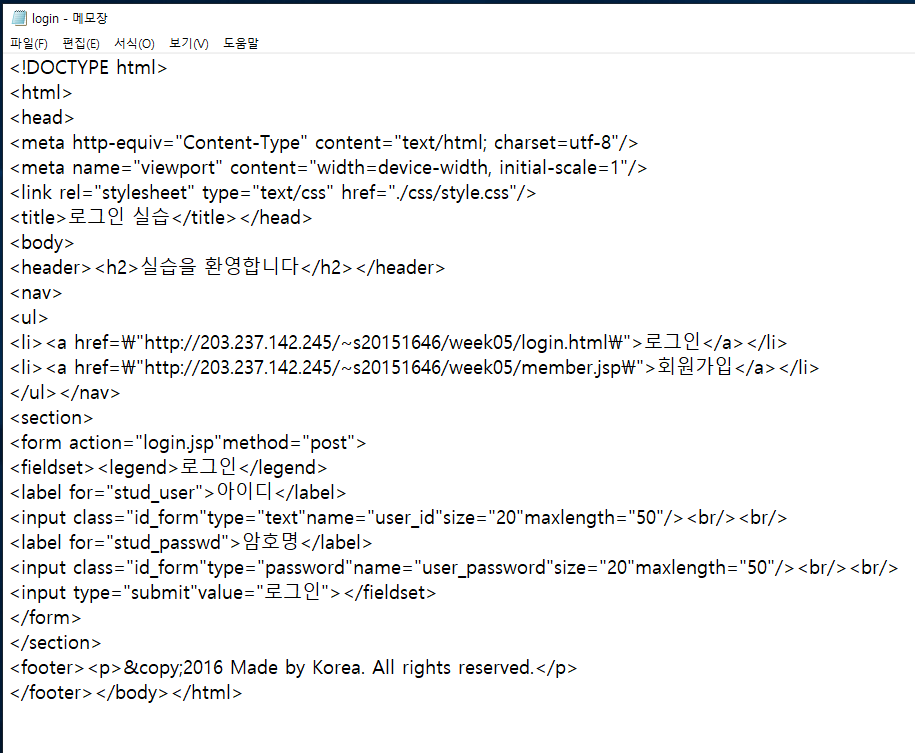 login - 메모장
파일(F) 편집(E) 서식(O) 보기(V) 도움말
<!DOCTYPE html>
<html>
<head>
<meta http-equiv="Content-Type" content="text/html; charset=utf-8"/>
<meta name="viewport" content="width=device-width, initial-scale=1"/>
<link rel="stylesheet" type="text/css" href="./css/style.css"/>
<title>로그인 실습</title></head>
<body>
<header><h2>실습을 환영합니다</h2></header>
<nav>
<ul>
<li><a href=₩"http://203.237.142.245/~s20151646/week05/login.html₩">로그인</a></li>
<li><a href=₩"http://203.237.142.245/~s20151646/week05/member.jsp₩">회원가입</a></li>
</ul></nav>
<section>
<form action="login.jsp"method="post">
<fieldset><legend>로그인</legend>
<label for="stud_user">아이디</label>
<input class="id_form"type="text"name="user_id"size="20"maxlength="50"/><br/><br/>
<label for="stud_passwd">암호명</label>
<input class="id_form"type="password"name="user_password"size="20"maxlength="50"/><br/><br/>
<input type="submit"value="로그인"></fieldset>
</form>
</section>
<footer><p>&copy;2016 Made by Korea. All rights reserved.</p>
</footer></body></html>